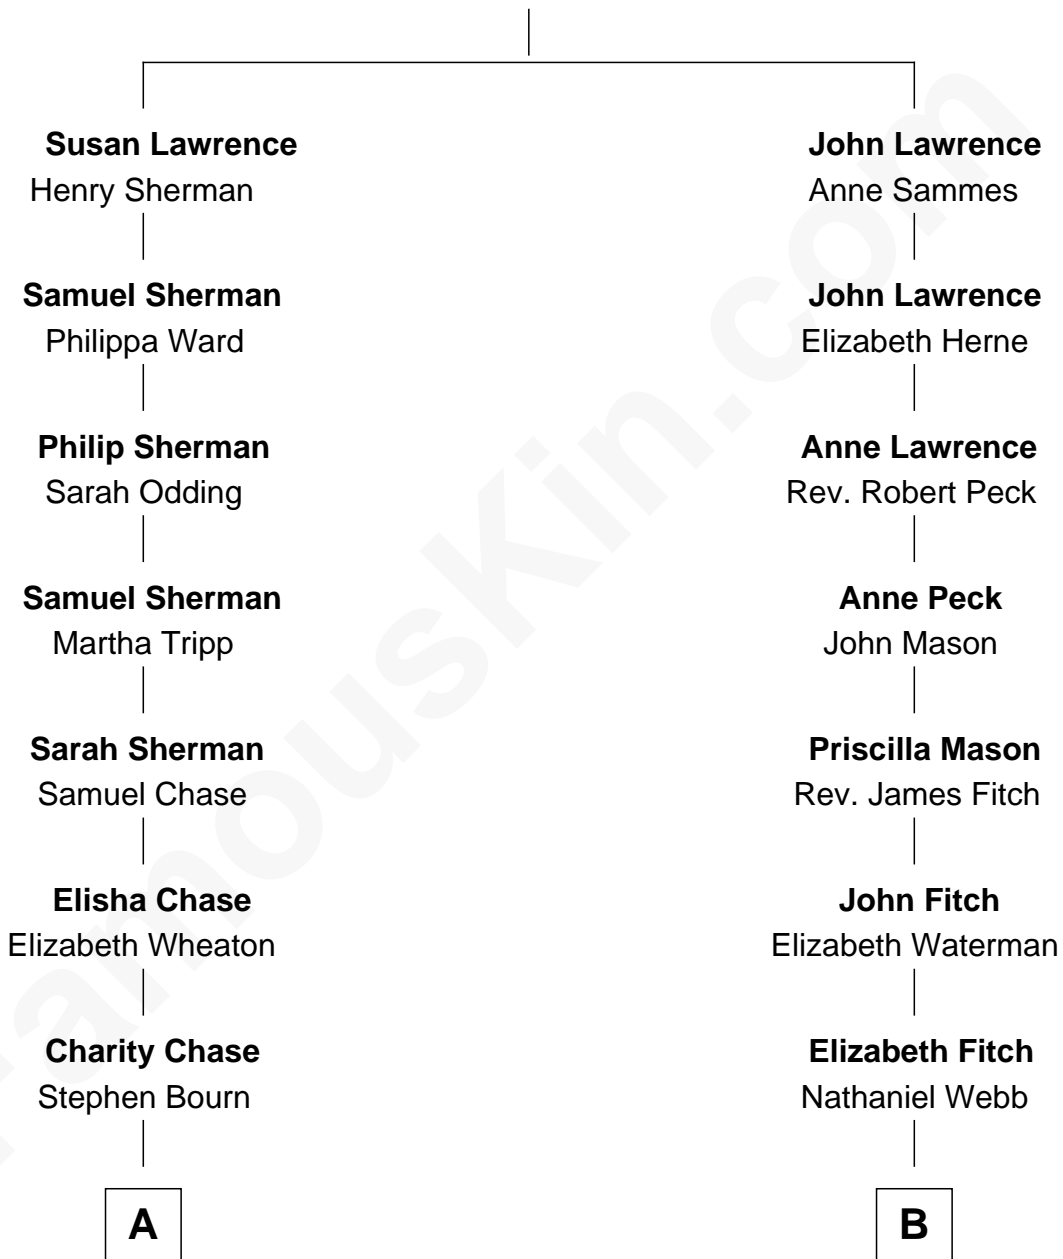 Susan Lawrence
Henry Sherman
Samuel Sherman
Philippa Ward
Philip Sherman
Sarah Odding
Samuel Sherman
Martha Tripp
Sarah Sherman
Samuel Chase
Elisha Chase
Elizabeth Wheaton
Charity Chase
Stephen Bourn
A
John Lawrence
Anne Sammes
John Lawrence
Elizabeth Herne
Anne Lawrence
Rev. Robert Peck
Anne Peck
John Mason
Priscilla Mason
Rev. James Fitch
John Fitch
Elizabeth Waterman
Elizabeth Fitch
Nathaniel Webb
B
FamousKin.com